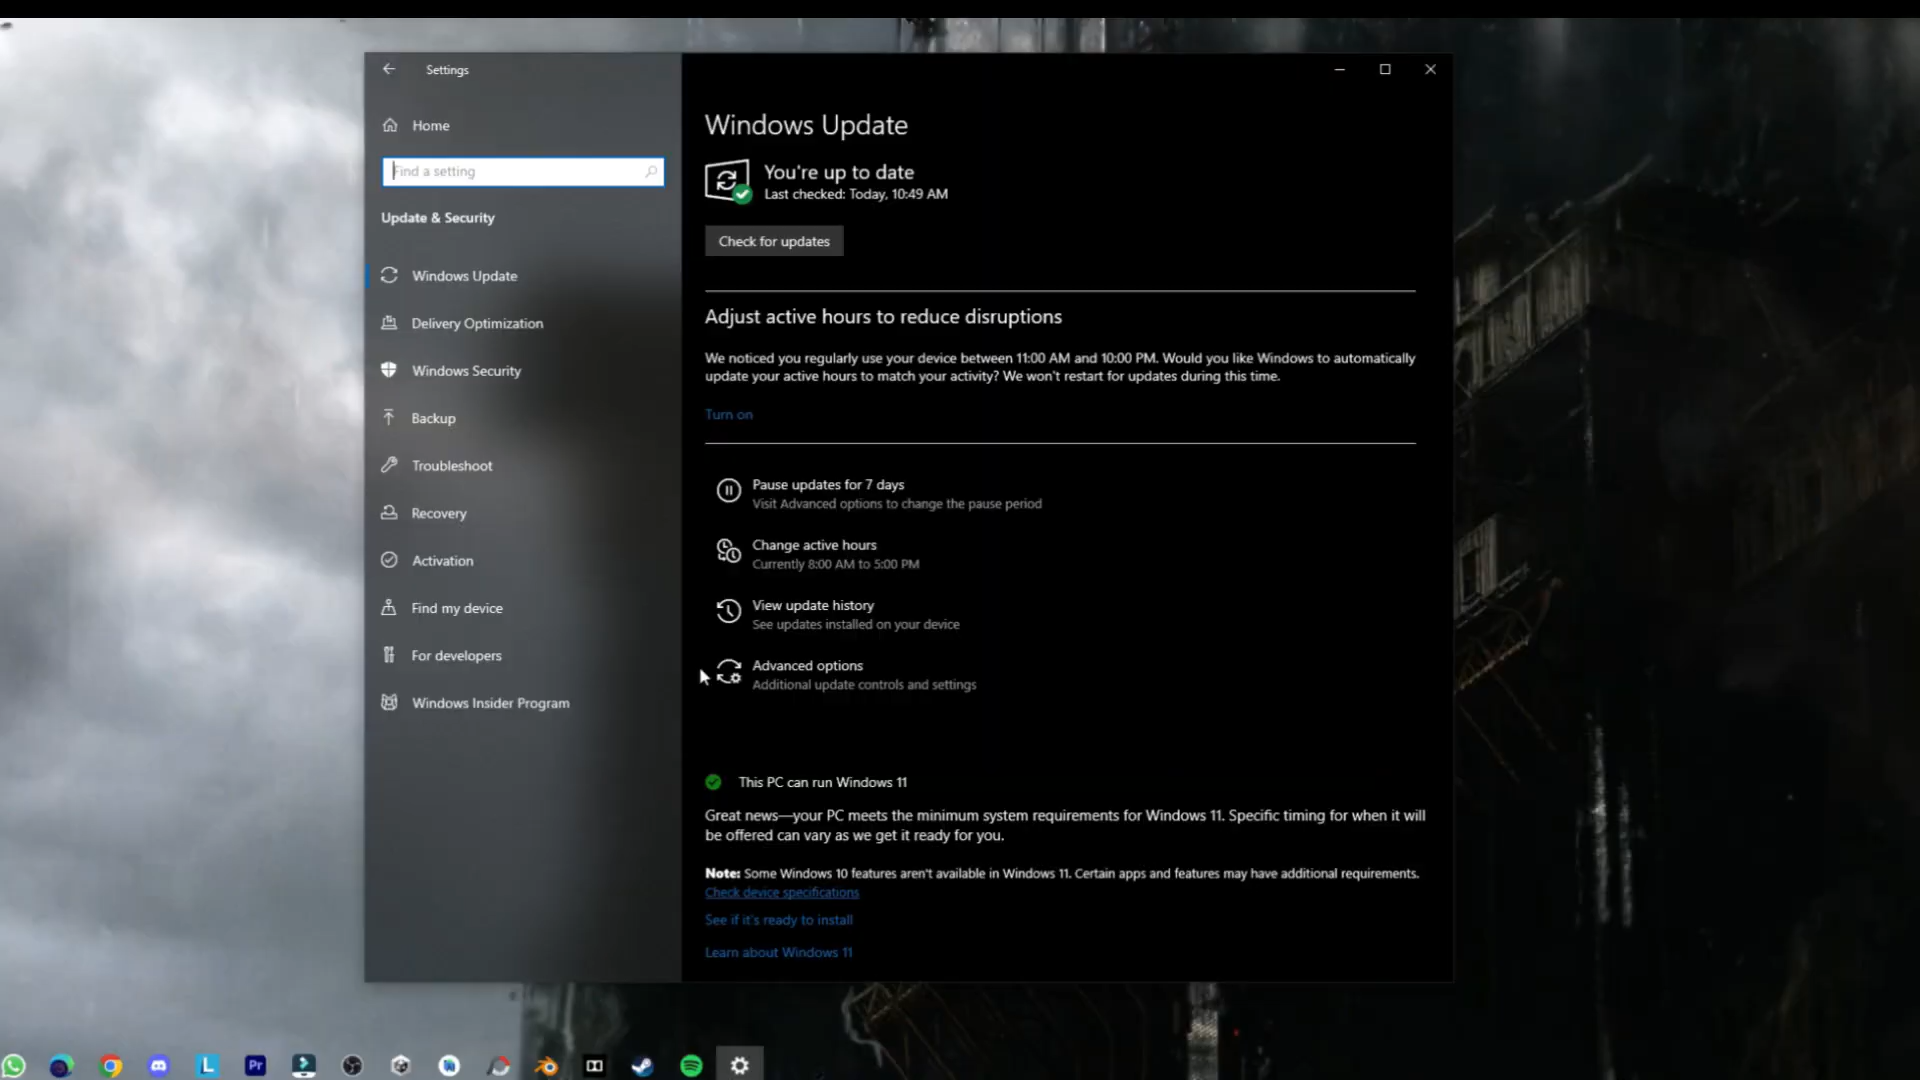 Settings
Home
Find a setting
Update & Security
Windows Update
Delivery Optimization
Windows Security
Backup
Troubleshoot
Recovery
Activation
Find my device
For developers
Windows Insider Program
Windows Update
You're up to date
Last checked: Today, 10:49 AM
Check for updates
Adjust active hours to reduce disruptions
We noticed you regularly use your device between 11:00 AM and 10:00 PM. Would you like Windows to automatically
update your active hours to match your activity? We won't restart for updates during this time.
Turn on
Pause updates for 7 days
Visit Advanced options to change the pause period
Change active hours
Currently 8:00 AM to 5:00 PM
View update history
See updates installed on your device
Advanced options
Additional update controls and settings
This PC can run Windows 11
Great news—your PC meets the minimum system requirements for Windows 11. Specific timing for when it will
be offered can vary as we get it ready for you.
Note: Some Windows 10 features aren't available in Windows 11. Certain apps and features may have additional requirements.
Check device specifications
See if it's ready to install
Learn about Windows 11
L
Pr